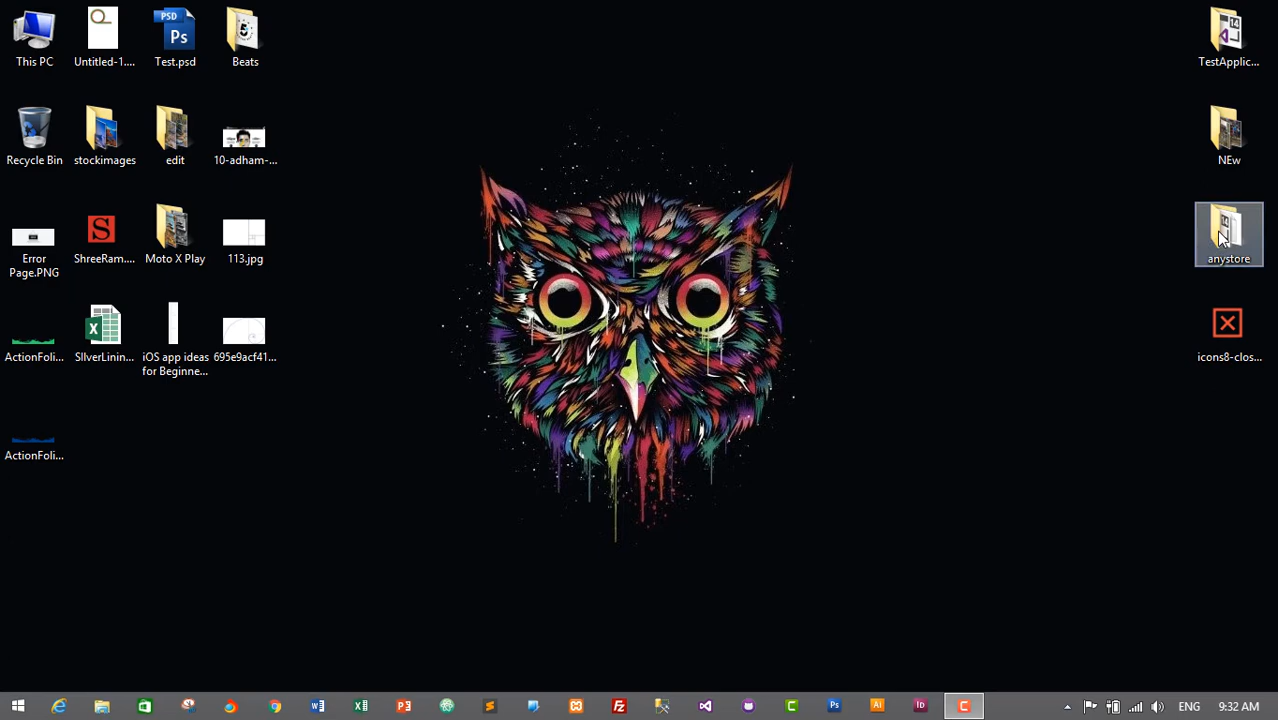 This PC
Untitled-1....
PSD
Ps
Test.psd
Beats
TestApplic...
Recycle Bin
stockimages
edit
10-adham-...
NEw
Error
Page.PNG
S
ShreeRam....
Moto X Play
113.jpg
anystore
ActionFoli...
X
SIlverLinin...
iOS app ideas
for Beginne...
695e9acf41...
icons8-clos...
ActionFoli...
ENG
9:32 AM